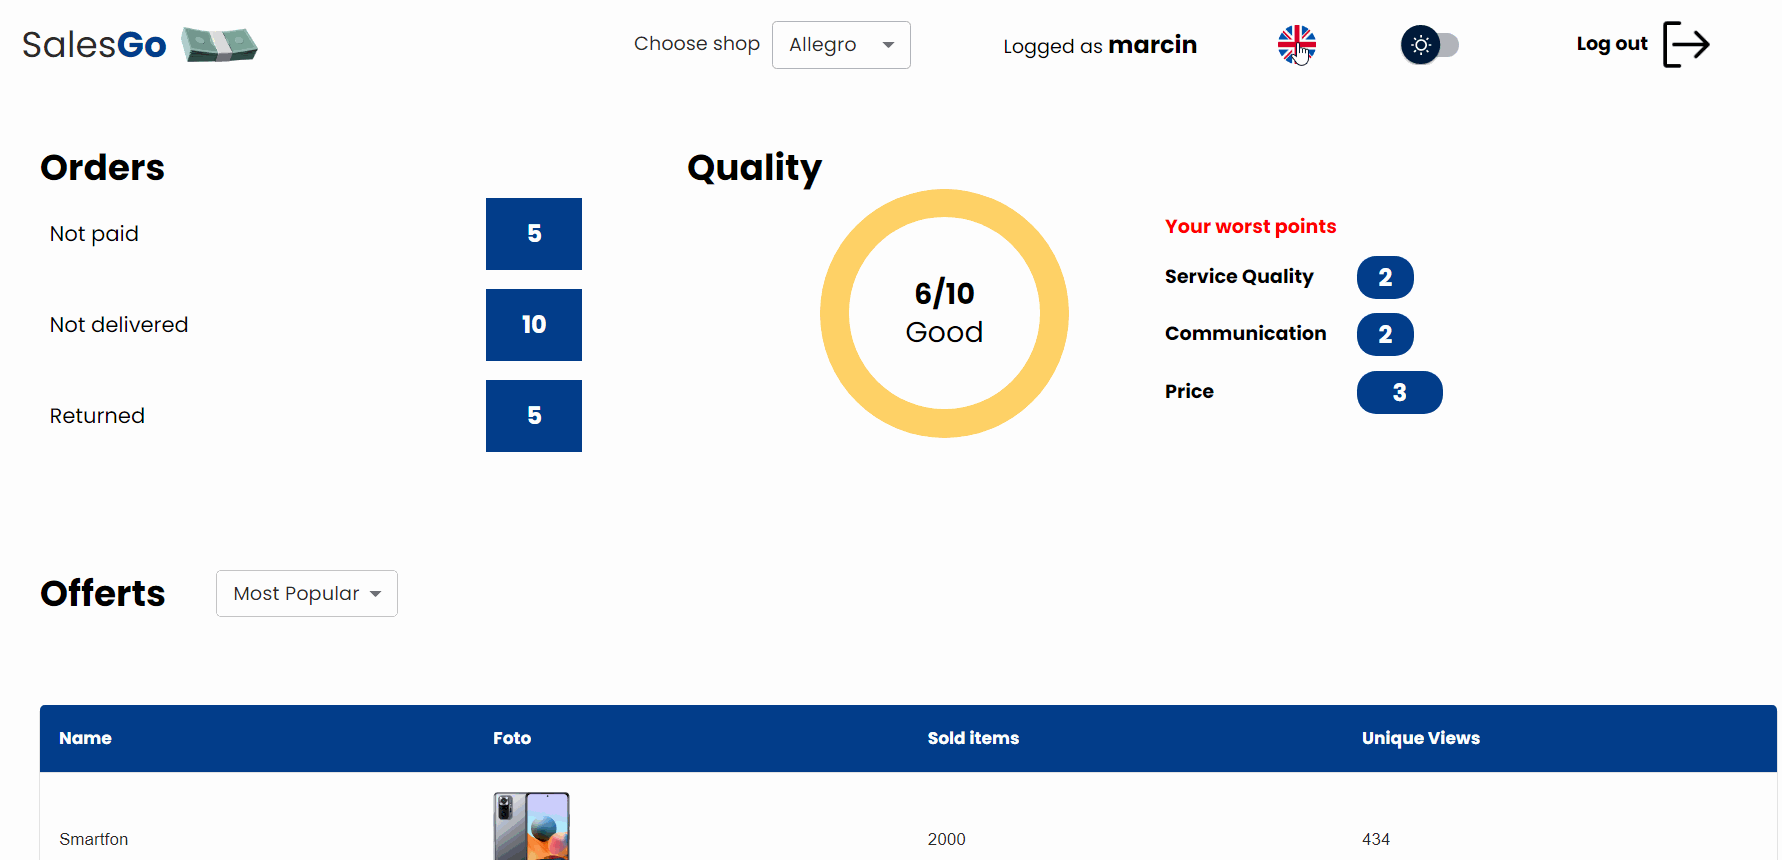 SalesGo
Choose shop
Allegro
Logged as marcin
Log out
Orders
Not paid
5
Not delivered
10
Returned
5
Quality
6/10
Good
Your worst points
Service Quality
2
Communication
2
Price
3
Offerts
Most Popular
Name
Foto
Sold items
Unique Views
Smartfon
2000
434